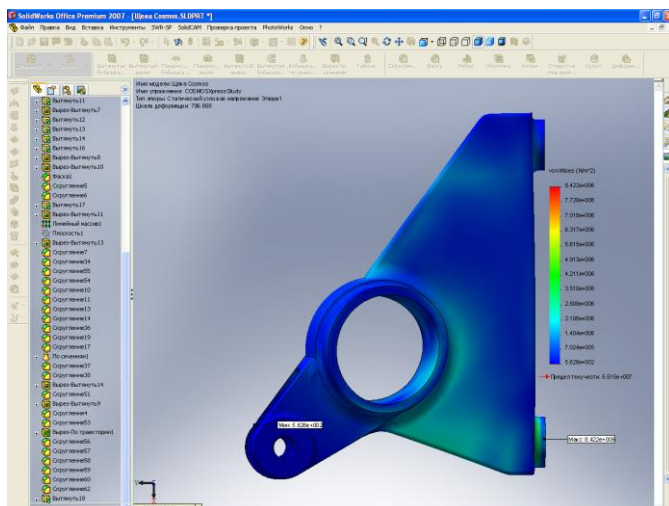 SolidWorks Office Premium 2007 - [Щека Cosmos.SLDPRT *]
Файл Правка Вид Вставка Инструменты SWR-SP SolidCAM Проверка проекта PhotoWorks Окно ?
Имя модели: Щека Cosmos
Имя упражнения: COSMOSXpressStudy
Тип эпюры: Статический узловое напряжение Эпюра1
Шкала деформации: 796.668
Вытянуть11
Вырез-Вытянуть7
Вытянуть12
Вытянуть13
Вытянуть14
Вытянуть16
Вырез-Вытянуть8
Вырез-Вытянуть10
Фаска1
Скругление5
Скругление6
Вытянуть17
Вырез-Вытянуть11
Линейный массив1
Плоскость1
Вырез-Вытянуть13
Скругление7
Скругление34
Скругление55
Скругление54
Скругление10
Скругление11
Скругление13
Скругление14
Скругление36
Скругление19
Скругление17
По сечениям1
Скругление37
Скругление38
Вырез-Вытянуть14
Скругление51
Вырез-Вытянуть9
Скругление4
Скругление53
Вырез-По траектории1
Скругление56
Скругление57
Скругление58
Скругление59
Скругление60
Скругление62
Вытянуть18
von Mises (N/m^2)
8.422e+006
7.720e+006
7.018e+006
6.317e+006
5.615e+006
4.913e+006
4.211e+006
3.510e+006
2.808e+006
2.106e+006
1.404e+006
7.024e+005
5.628e+002
Предел текучести: 5.515e+007
Мин: 5.628e+002
Макс: 8.422e+006